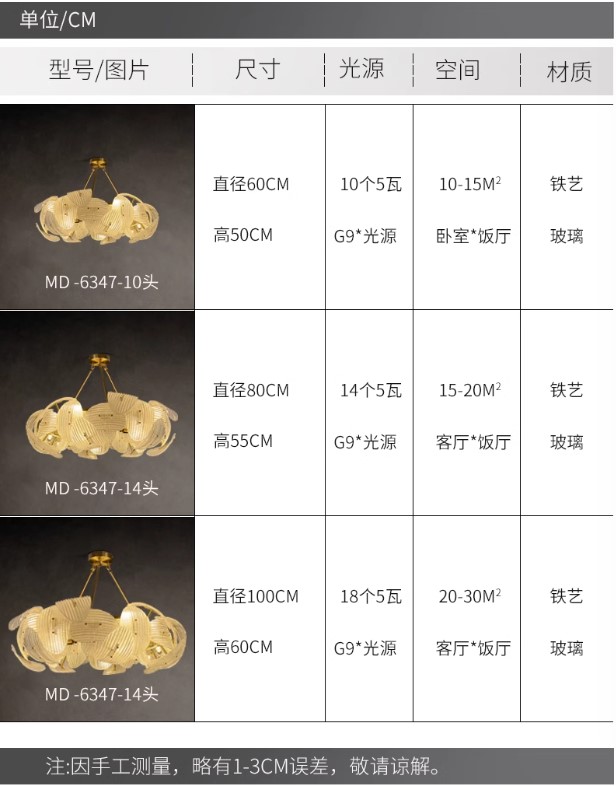 单位/CM
型号/图片 尺寸 光源 空间 材质
直径60CM 10个5瓦 10-15M² 铁艺
高50CM G9*光源 卧室*饭厅 玻璃
MD -6347-10头
直径80CM 14个5瓦 15-20M² 铁艺
高55CM G9*光源 客厅*饭厅 玻璃
MD -6347-14头
直径100CM 18个5瓦 20-30M² 铁艺
高60CM G9*光源 客厅*饭厅 玻璃
MD -6347-14头
注:因手工测量，略有1-3CM误差，敬请谅解。